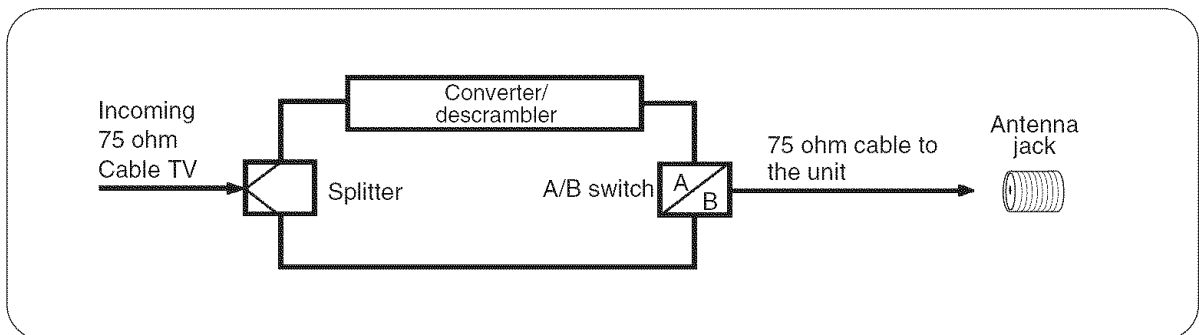 Incoming
75 ohm
Cable TV
Splitter
Converter/
descrambler
A/B switch
A
B
75 ohm cable to
the unit
Antenna
jack